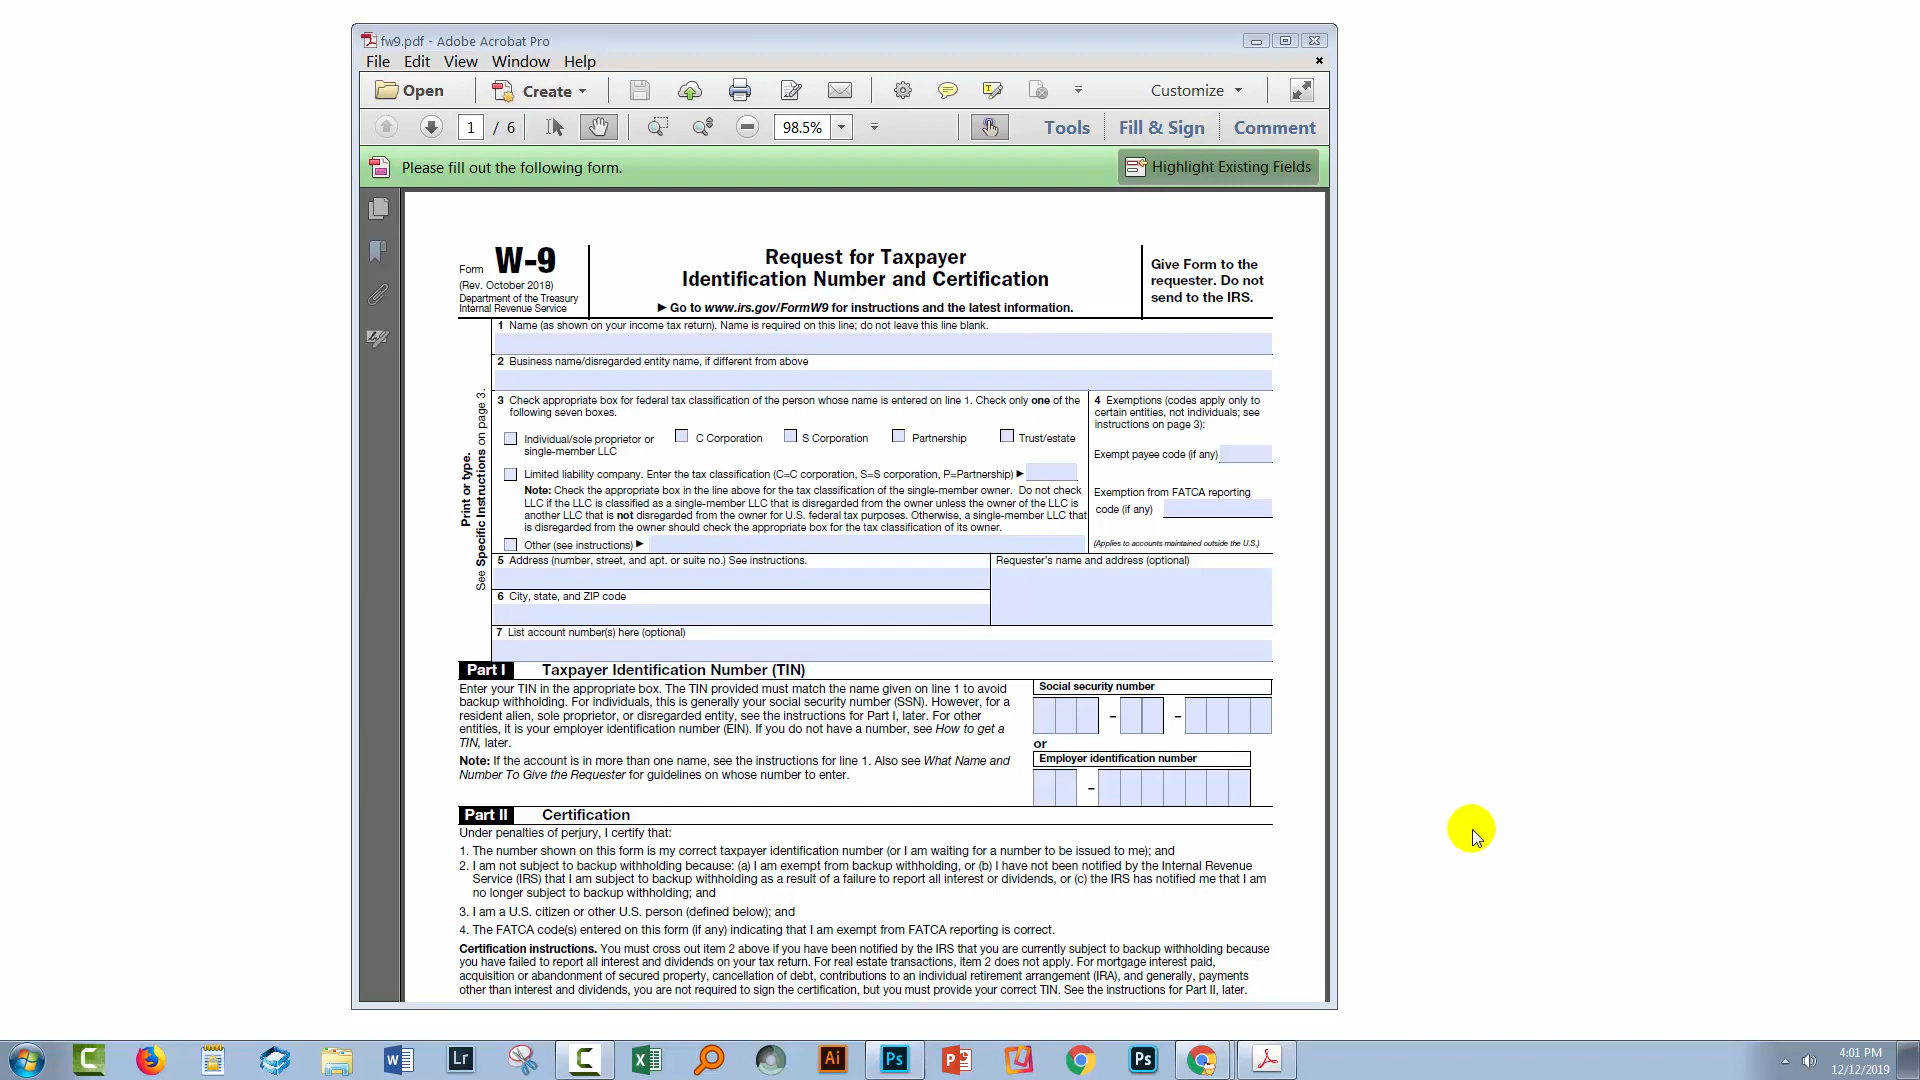 fw9.pdf - Adobe Acrobat Pro
File Edit View Window Help
Open Create Customize
1 / 6 98.5% Tools Fill & Sign Comment
Please fill out the following form. Highlight Existing Fields
Form W-9
(Rev. October 2018)
Department of the Treasury
Internal Revenue Service
Request for Taxpayer
Identification Number and Certification
▶ Go to www.irs.gov/FormW9 for instructions and the latest information.
Give Form to the
requester. Do not
send to the IRS.
Print or type.
See Specific Instructions on page 3.
1 Name (as shown on your income tax return). Name is required on this line; do not leave this line blank.
2 Business name/disregarded entity name, if different from above
3 Check appropriate box for federal tax classification of the person whose name is entered on line 1. Check only one of the
following seven boxes.
Individual/sole proprietor or
single-member LLC
C Corporation
S Corporation
Partnership
Trust/estate
Limited liability company. Enter the tax classification (C=C corporation, S=S corporation, P=Partnership) ▶
Note: Check the appropriate box in the line above for the tax classification of the single-member owner. Do not check
LLC if the LLC is classified as a single-member LLC that is disregarded from the owner unless the owner of the LLC is
another LLC that is not disregarded from the owner for U.S. federal tax purposes. Otherwise, a single-member LLC that
is disregarded from the owner should check the appropriate box for the tax classification of its owner.
Other (see instructions) ▶
4 Exemptions (codes apply only to
certain entities, not individuals; see
instructions on page 3):
Exempt payee code (if any)
Exemption from FATCA reporting
code (if any)
(Applies to accounts maintained outside the U.S.)
5 Address (number, street, and apt. or suite no.) See instructions.
Requester's name and address (optional)
6 City, state, and ZIP code
7 List account number(s) here (optional)
Part I Taxpayer Identification Number (TIN)
Enter your TIN in the appropriate box. The TIN provided must match the name given on line 1 to avoid
backup withholding. For individuals, this is generally your social security number (SSN). However, for a
resident alien, sole proprietor, or disregarded entity, see the instructions for Part I, later. For other
entities, it is your employer identification number (EIN). If you do not have a number, see How to get a
TIN, later.
Note: If the account is in more than one name, see the instructions for line 1. Also see What Name and
Number To Give the Requester for guidelines on whose number to enter.
Social security number
– –
or
Employer identification number
–
Part II Certification
Under penalties of perjury, I certify that:
1. The number shown on this form is my correct taxpayer identification number (or I am waiting for a number to be issued to me); and
2. I am not subject to backup withholding because: (a) I am exempt from backup withholding, or (b) I have not been notified by the Internal Revenue
Service (IRS) that I am subject to backup withholding as a result of a failure to report all interest or dividends, or (c) the IRS has notified me that I am
no longer subject to backup withholding; and
3. I am a U.S. citizen or other U.S. person (defined below); and
4. The FATCA code(s) entered on this form (if any) indicating that I am exempt from FATCA reporting is correct.
Certification instructions. You must cross out item 2 above if you have been notified by the IRS that you are currently subject to backup withholding because
you have failed to report all interest and dividends on your tax return. For real estate transactions, item 2 does not apply. For mortgage interest paid,
acquisition or abandonment of secured property, cancellation of debt, contributions to an individual retirement arrangement (IRA), and generally, payments
other than interest and dividends, you are not required to sign the certification, but you must provide your correct TIN. See the instructions for Part II, later.
Lr Ai Ps Ps
4:01 PM
12/12/2019